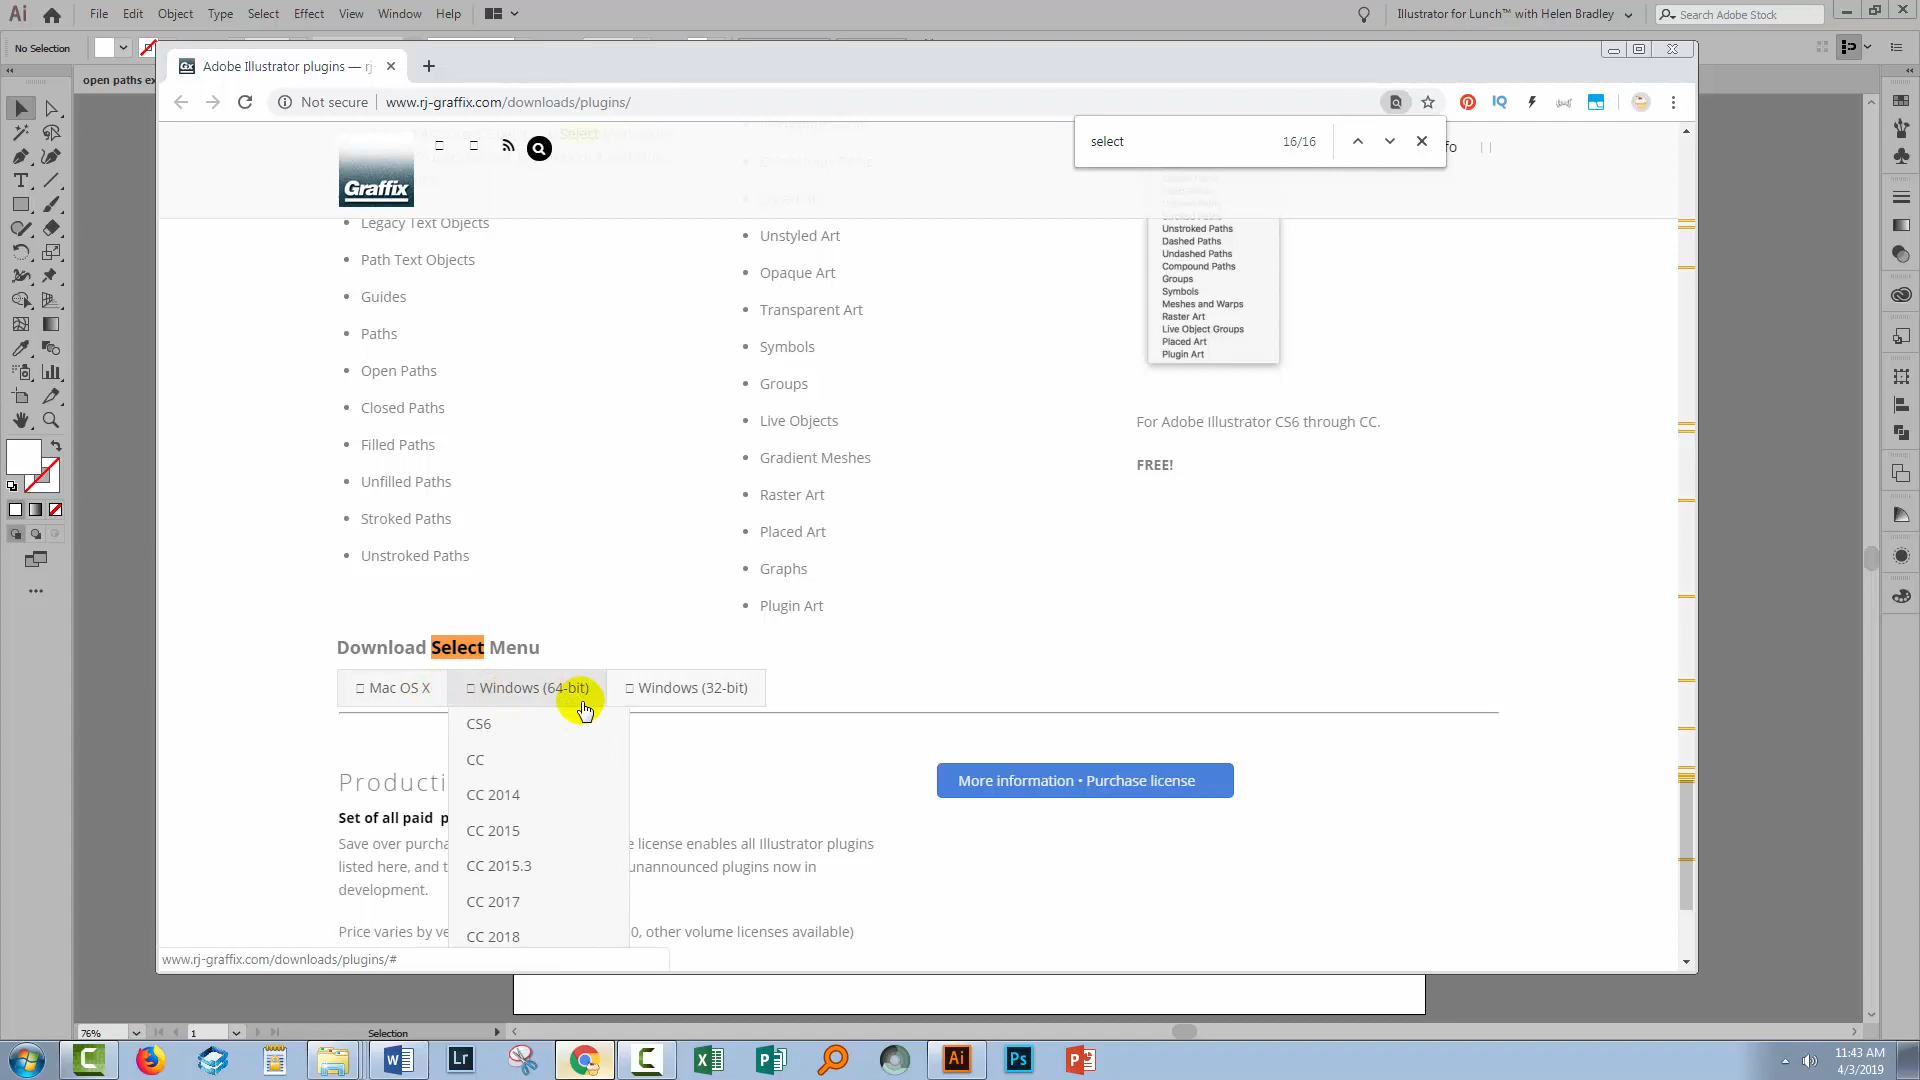 Ai File Edit Object Type Select Effect View Window Help Illustrator for Lunch™ with Helen Bradley Search Adobe Stock
No Selection
open paths ex
Gx Adobe Illustrator plugins — rj
Not secure www.rj-graffix.com/downloads/plugins/
select 16/16
Select
fo
Graffix
Legacy Text Objects
Path Text Objects
Guides
Paths
Open Paths
Closed Paths
Filled Paths
Unfilled Paths
Stroked Paths
Unstroked Paths
Unstyled Art
Opaque Art
Transparent Art
Symbols
Groups
Live Objects
Gradient Meshes
Raster Art
Placed Art
Graphs
Plugin Art
Unstroked Paths
Dashed Paths
Undashed Paths
Compound Paths
Groups
Symbols
Meshes and Warps
Raster Art
Live Object Groups
Placed Art
Plugin Art
For Adobe Illustrator CS6 through CC.
FREE!
Download Select Menu
Mac OS X Windows (64-bit) Windows (32-bit)
CS6
CC
CC 2014
CC 2015
CC 2015.3
CC 2017
CC 2018
Producti
Set of all paid p
Save over purcha e license enables all Illustrator plugins
listed here, and t unannounced plugins now in
development.
Price varies by ve 0, other volume licenses available)
More information • Purchase license
www.rj-graffix.com/downloads/plugins/#
76% 1 Selection
Lr Ai Ps
11:43 AM
4/3/2019